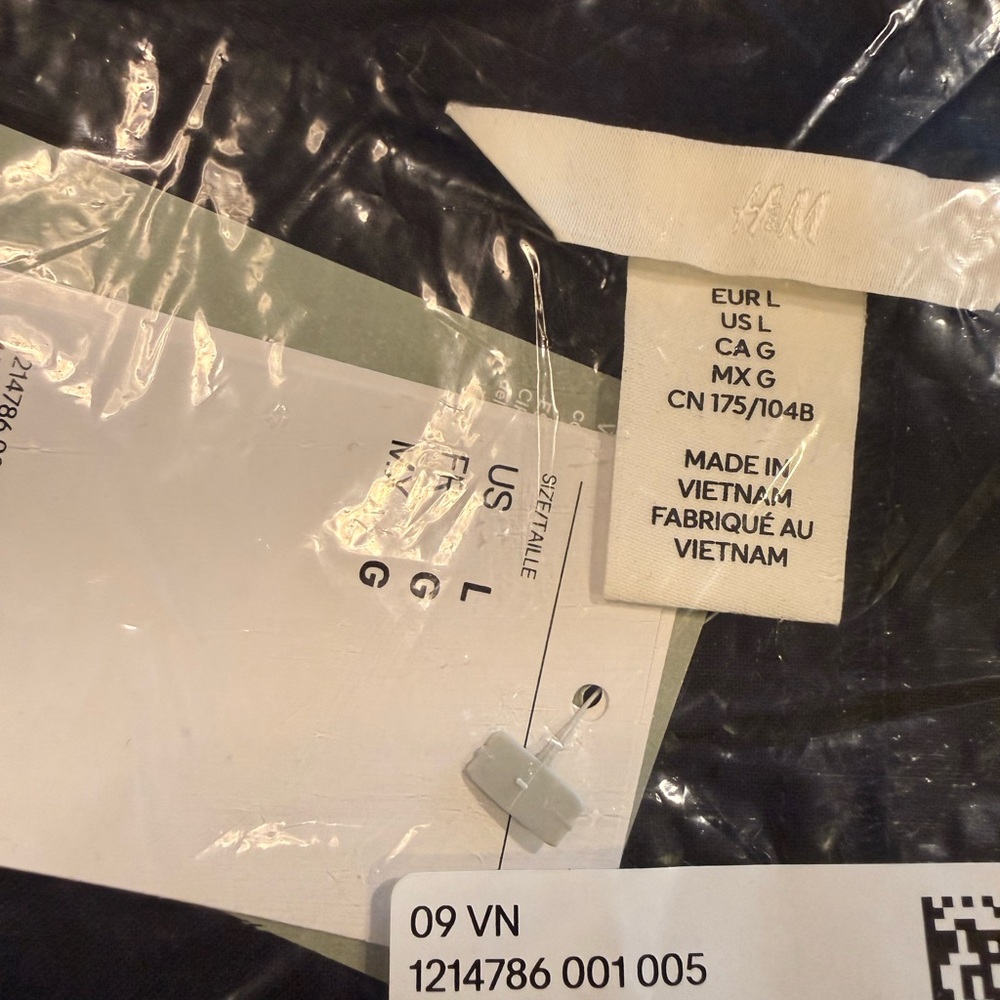 H&M
EUR L
US L
CA G
MX G
CN 175/104B
MADE IN
VIETNAM
FABRIQUÉ AU
VIETNAM
SIZE/TAILLE
US L
FR G
MX G
09 VN
1214786 001 005